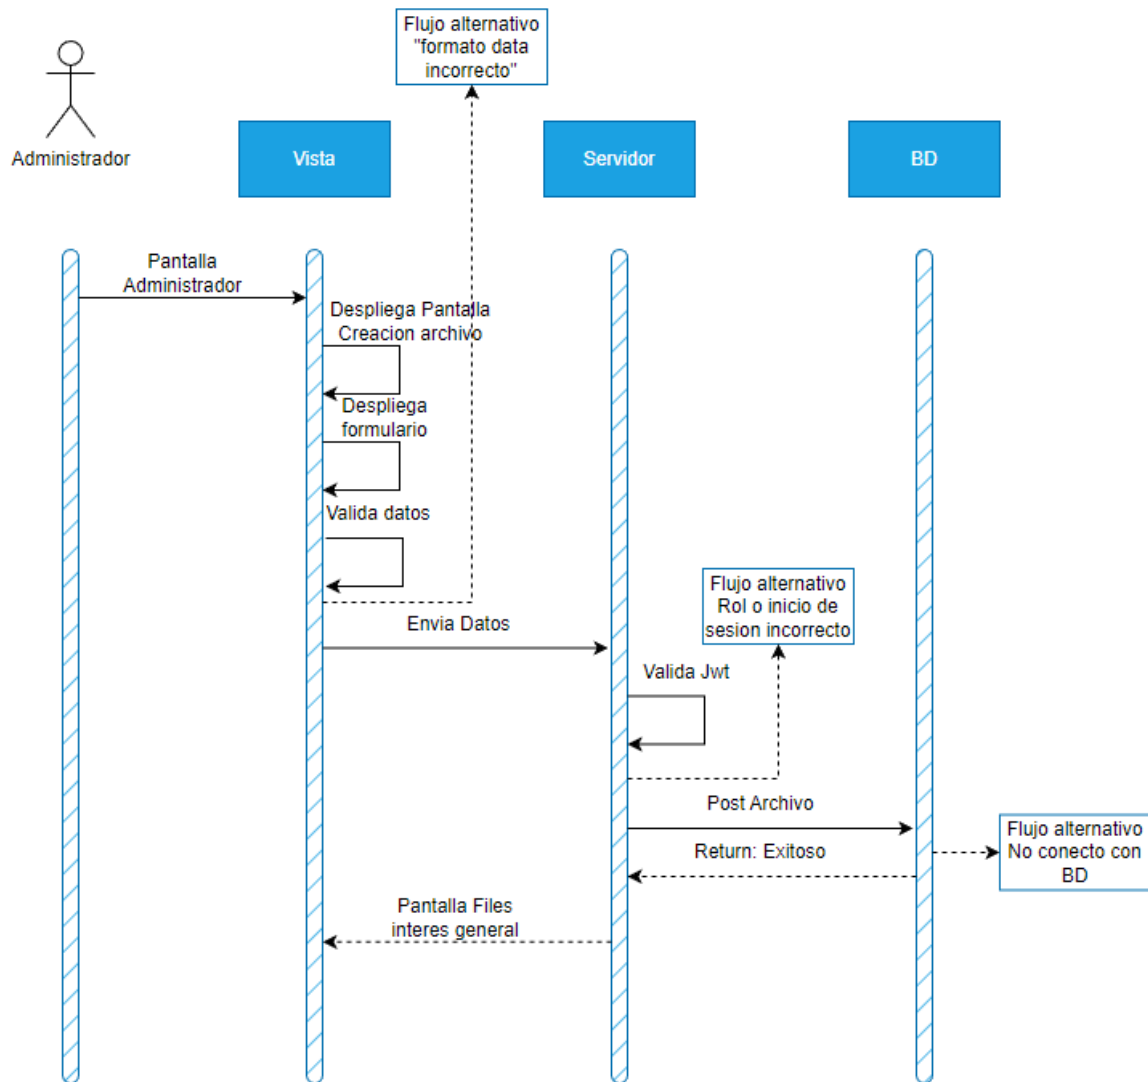 Flujo alternativo
"formato data
incorrecto"
Administrador
Vista
Servidor
BD
Pantalla
Administrador
Despliega Pantalla
Creacion archivo
Despliega
formulario
Valida datos
Flujo alternativo
Rol o inicio de
sesion incorrecto
Envia Datos
Valida Jwt
Post Archivo
Flujo alternativo
No conecto con
BD
Return: Exitoso
Pantalla Files
interes general